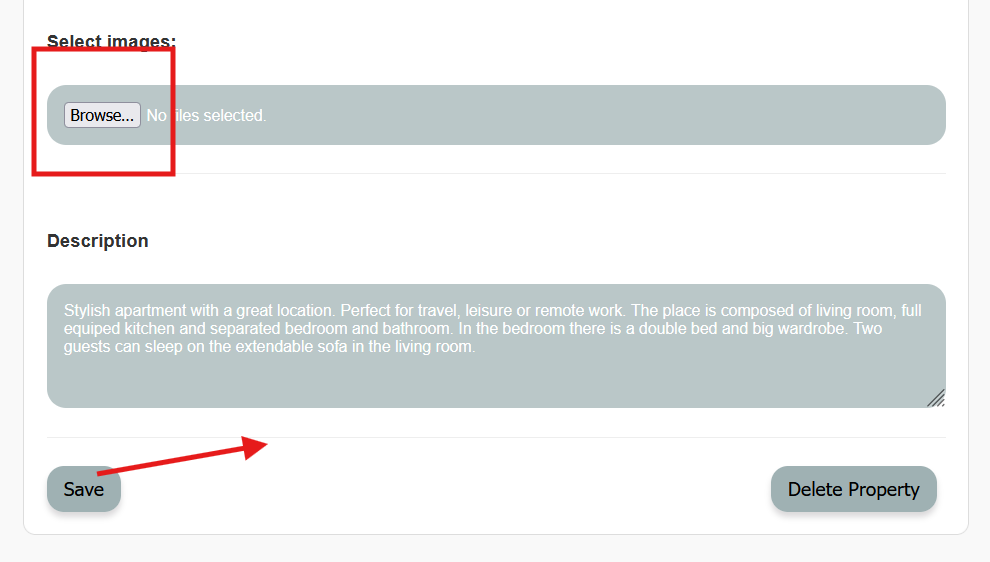 Select images:
Browse... No files selected.
Description
Stylish apartment with a great location. Perfect for travel, leisure or remote work. The place is composed of living room, full
equiped kitchen and separated bedroom and bathroom. In the bedroom there is a double bed and big wardrobe. Two
guests can sleep on the extendable sofa in the living room.
Save
Delete Property